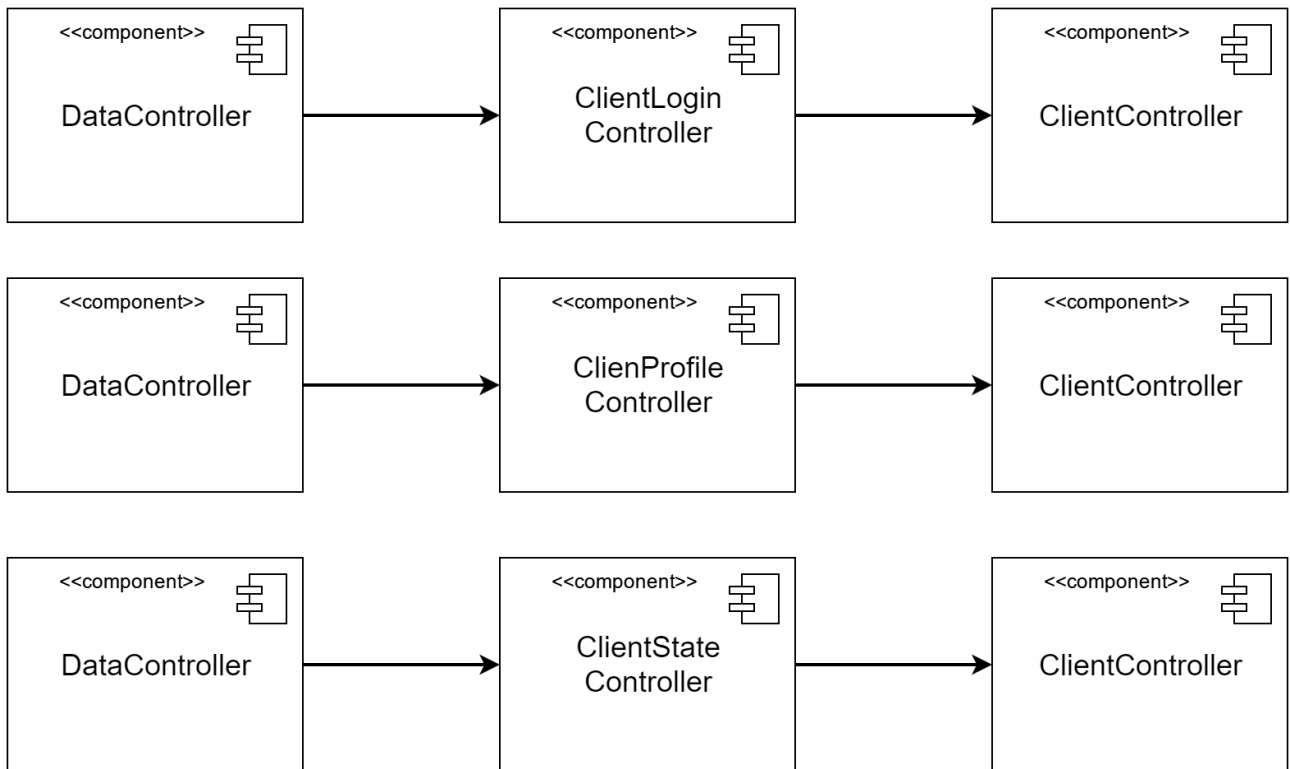 <<component>>
DataController
<<component>>
ClientLogin
Controller
<<component>>
ClientController
<<component>>
DataController
<<component>>
ClienProfile
Controller
<<component>>
ClientController
<<component>>
DataController
<<component>>
ClientState
Controller
<<component>>
ClientController